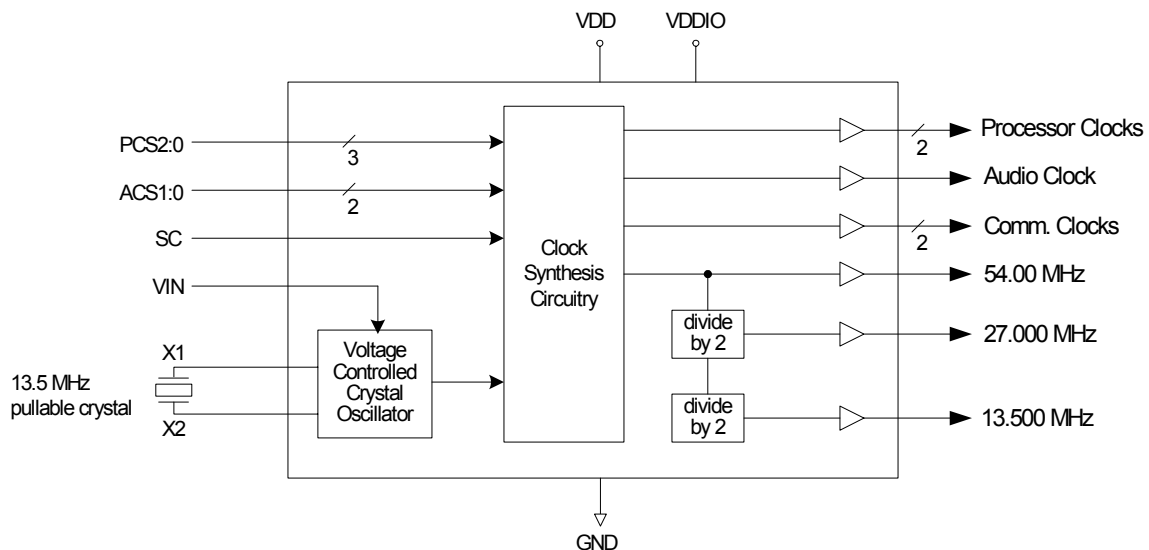 VDD
VDDIO
PCS2:0
3
ACS1:0
2
SC
VIN
X1
13.5 MHz
pullable crystal
X2
Voltage
Controlled
Crystal
Oscillator
Clock
Synthesis
Circuitry
divide
by 2
divide
by 2
2
Processor Clocks
Audio Clock
2
Comm. Clocks
54.00 MHz
27.000 MHz
13.500 MHz
GND